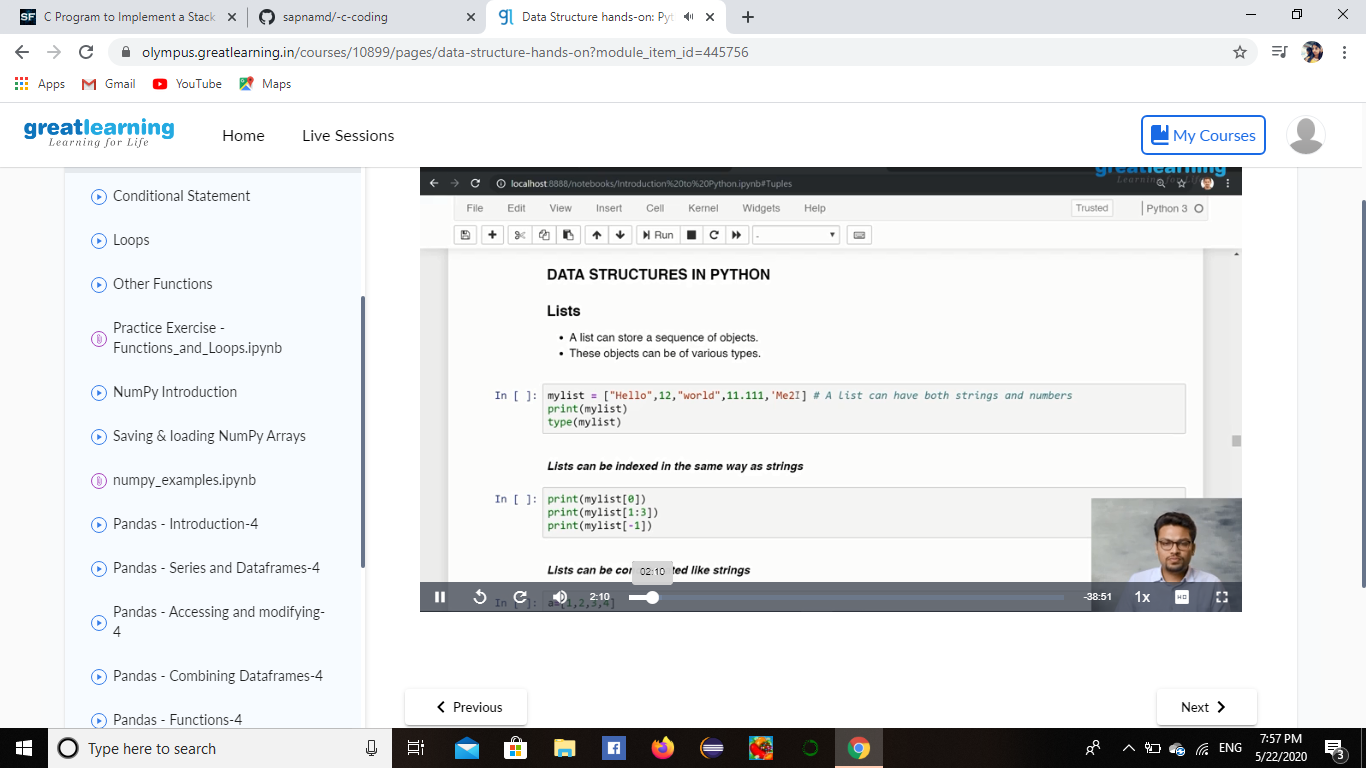 C Program to Implement a Stack
sapnamd/-c-coding
Data Structure hands-on: Pyt
olympus.greatlearning.in/courses/10899/pages/data-structure-hands-on?module_item_id=445756
Apps
Gmail
YouTube
Maps
greatlearning
Learning for Life
Home
Live Sessions
My Courses
Conditional Statement
Loops
Other Functions
Practice Exercise -
Functions_and_Loops.ipynb
NumPy Introduction
Saving & loading NumPy Arrays
numpy_examples.ipynb
Pandas - Introduction-4
Pandas - Series and Dataframes-4
Pandas - Accessing and modifying-
4
Pandas - Combining Dataframes-4
Pandas - Functions-4
greatlearning
Learning for Life
localhost:8888/notebooks/Introduction%20to%20Python.ipynb#Tuples
File Edit View Insert Cell Kernel Widgets Help
Trusted
Python 3
Run
DATA STRUCTURES IN PYTHON
Lists
• A list can store a sequence of objects.
• These objects can be of various types.
In [ ]: mylist = ["Hello",12,"world",11.111,'Me2'] # A list can have both strings and numbers
print(mylist)
type(mylist)
Lists can be indexed in the same way as strings
In [ ]: print(mylist[0])
print(mylist[1:3])
print(mylist[-1])
Lists can be con ted like strings
02:10
In [ ]: a=[1,2,3,4]
2:10
-38:51
1x
HD
Previous
Next
Type here to search
ENG
7:57 PM
5/22/2020
3